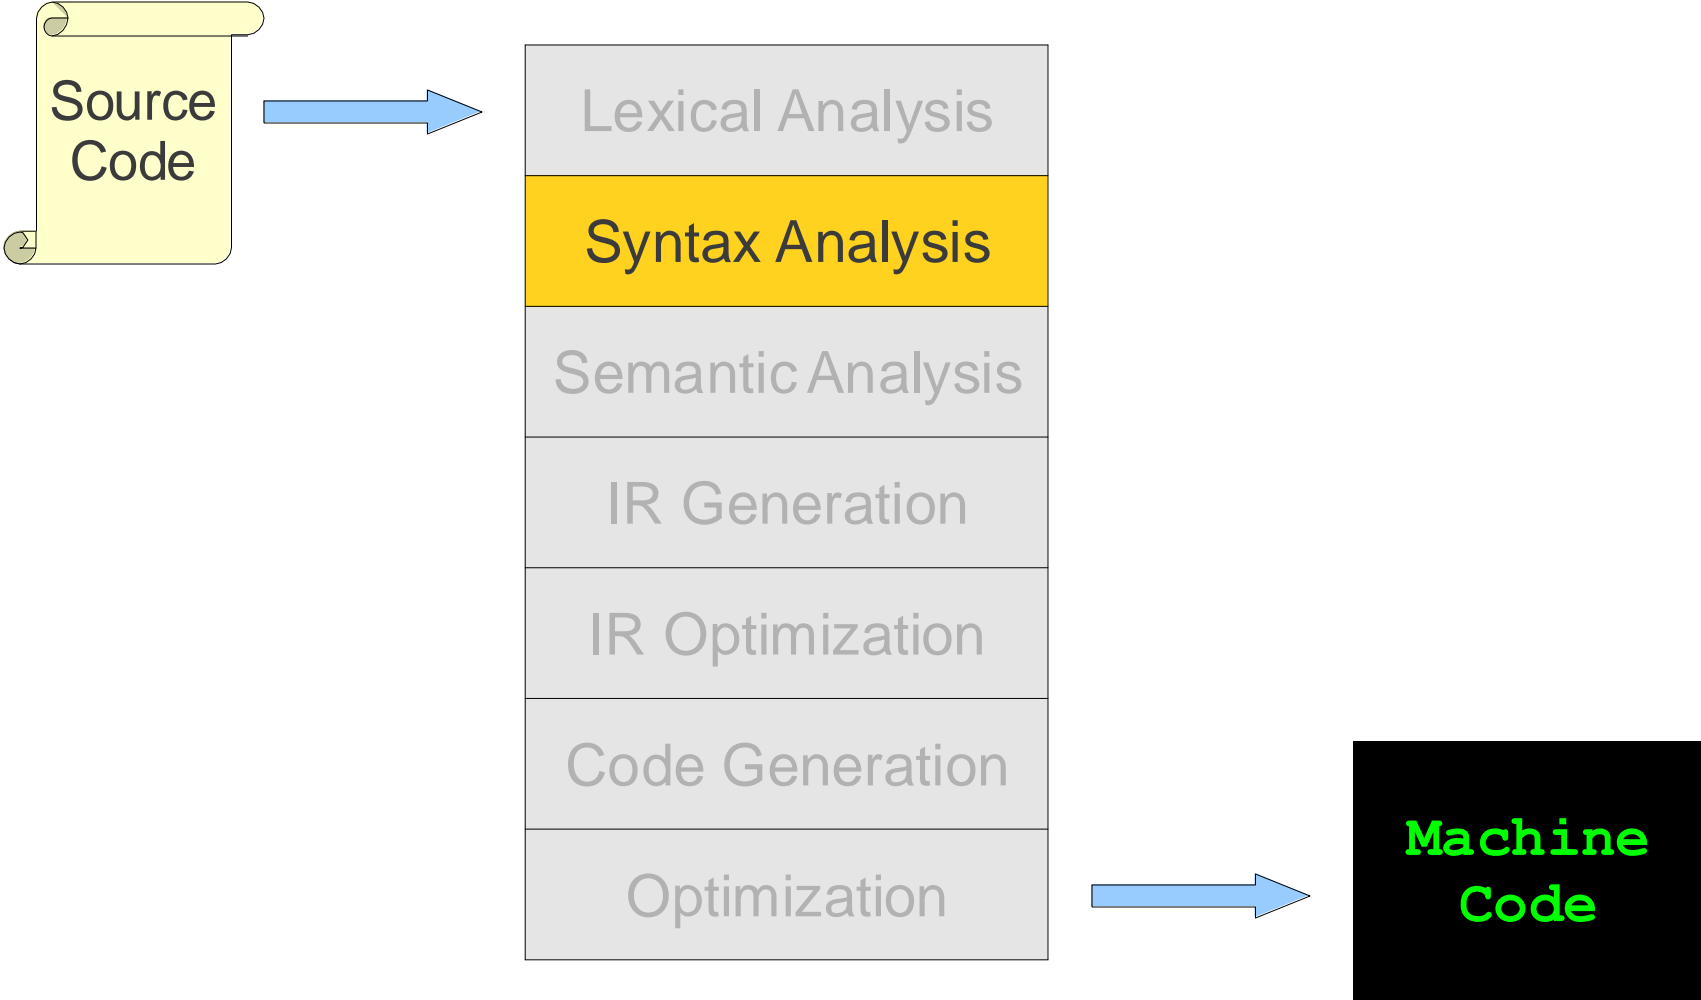 Source
Code
Lexical Analysis
Syntax Analysis
Semantic Analysis
IR Generation
IR Optimization
Code Generation
Optimization
Machine
Code